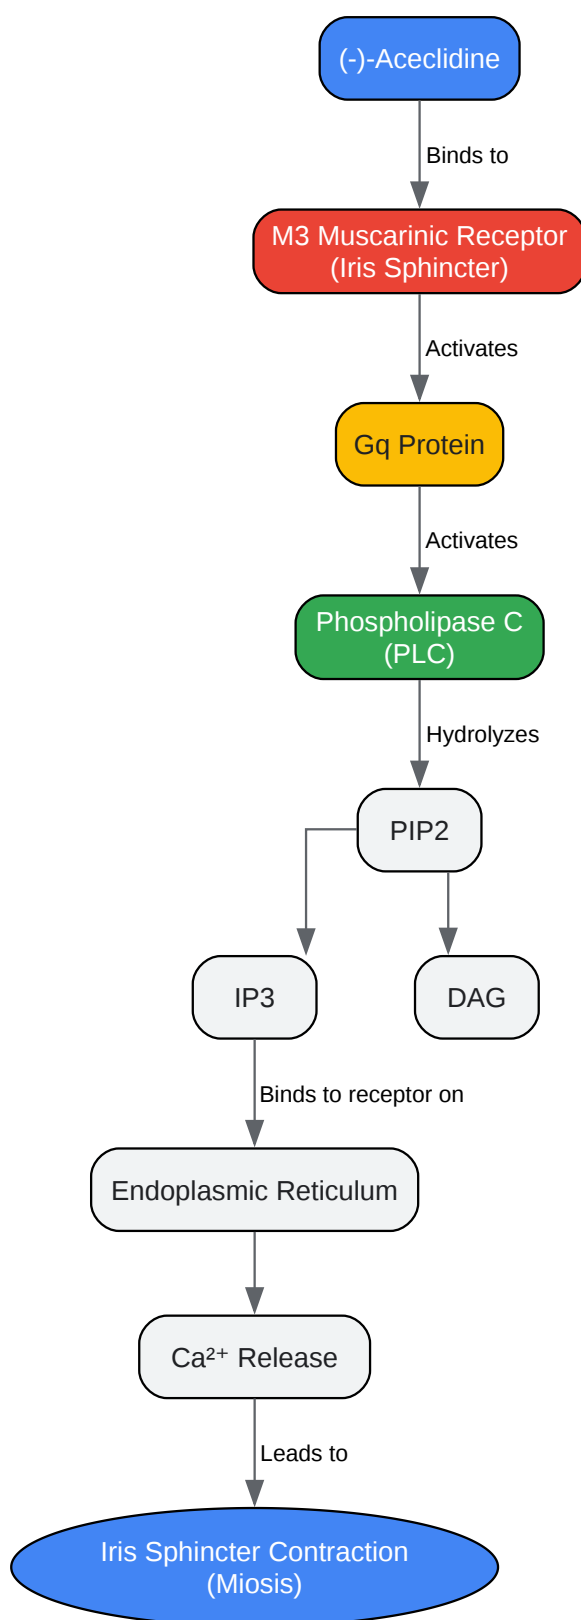 (-)-Aceclidine
Binds to
M3 Muscarinic Receptor
(Iris Sphincter)
Activates
Gq Protein
Activates
Phospholipase C
(PLC)
Hydrolyzes
PIP2
IP3
DAG
Binds to receptor on
Endoplasmic Reticulum
Ca²⁺ Release
Leads to
Iris Sphincter Contraction
(Miosis)